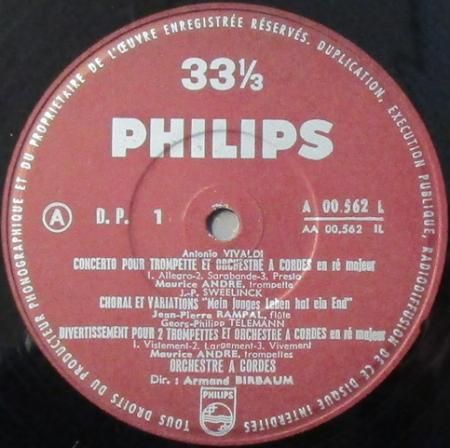 TOUS DROITS DU PRODUCTEUR PHONOGRAPHIQUE ET DU PROPRIETAIRE DE L'ŒUVRE ENREGISTRÉE RÉSERVÉS. DUPLICATION, EXECUTION PUBLIQUE, RADIODIFFUSION DE CE DISQUE INTERDITES
33⅓
PHILIPS
A D. P. 1
A 00.562 L
AA 00,562 1L
Antonio VIVALDI
CONCERTO POUR TROMPETTE ET ORCHESTRE A CORDES en ré majeur
1. Allegro-2. Sarabande-3. Presto
Maurice ANDRE, trompette
J.-P. SWEELINCK
CHORAL ET VARIATIONS "Mein junges Leben hat ein End"
Jean-Pierre RAMPAL, flûte
Georg-Philipp TELEMANN
DIVERTISSEMENT POUR 2 TROMPETTES ET ORCHESTRE A CORDES en ré majeur
1. Vistement-2. Largement-3. Vivement
Maurice ANDRE, trompettes
ORCHESTRE A CORDES
Dir. : Armand BIRBAUM
PHILIPS